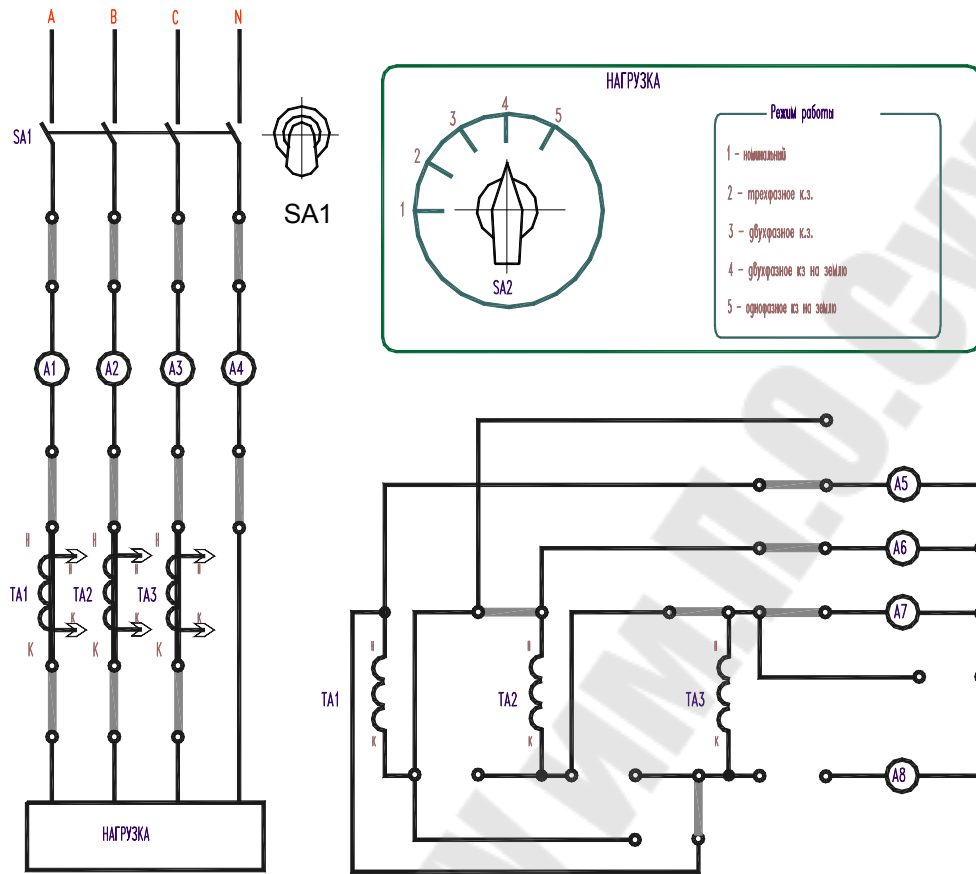 A B C N
SA1
SA1
НАГРУЗКА
1 2 3 4 5
SA2
Режим работы
1 - номинальный
2 - трехфазное к.з.
3 - двухфазное к.з.
4 - двухфазное кз на землю
5 - однофазное кз на землю
A1 A2 A3 A4
A5
A6
A7
A8
Н Н Н
TA1 TA2 TA3
К К К
К К К
НАГРУЗКА
TA1 TA2 TA3
К К К